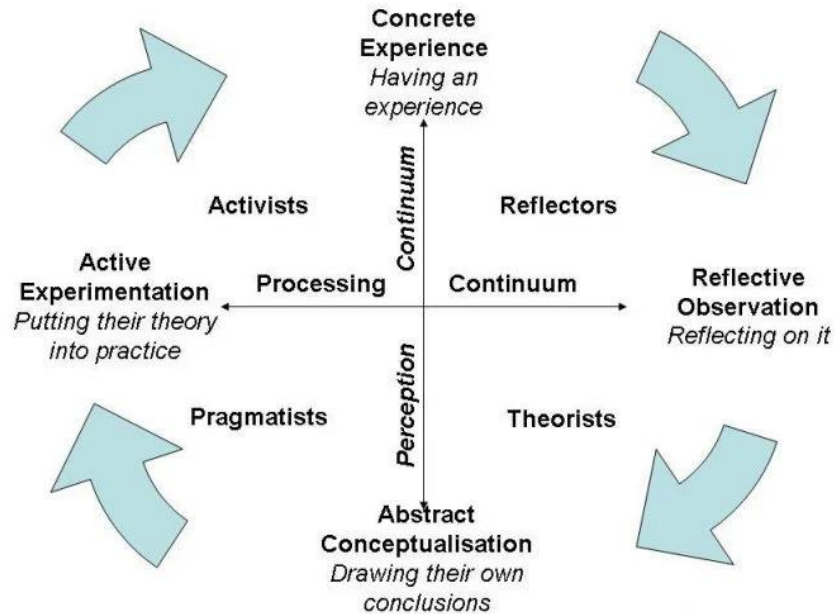 Concrete
Experience
Having an
experience
Continuum
Activists
Reflectors
Active
Experimentation
Putting their theory
into practice
Processing
Continuum
Reflective
Observation
Reflecting on it
Perception
Pragmatists
Theorists
Abstract
Conceptualisation
Drawing their own
conclusions